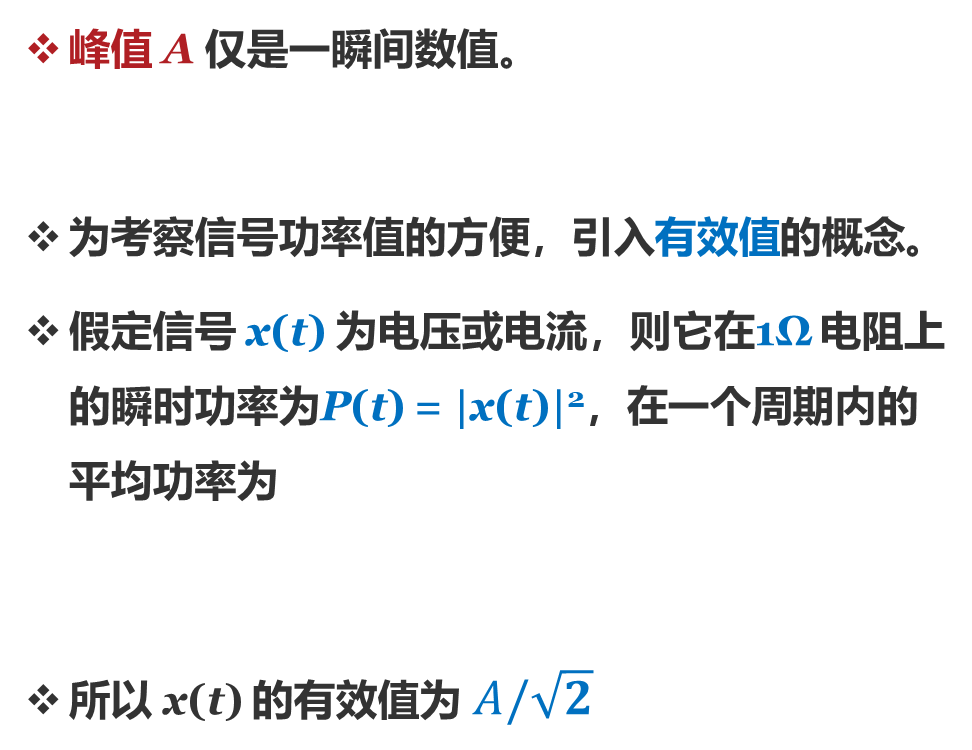 ❖ 峰值 A 仅是一瞬间数值。
❖ 为考察信号功率值的方便，引入有效值的概念。
❖ 假定信号 x(t) 为电压或电流，则它在1Ω 电阻上
的瞬时功率为P(t) = |x(t)|²，在一个周期内的
平均功率为
❖ 所以 x(t) 的有效值为 A/√2